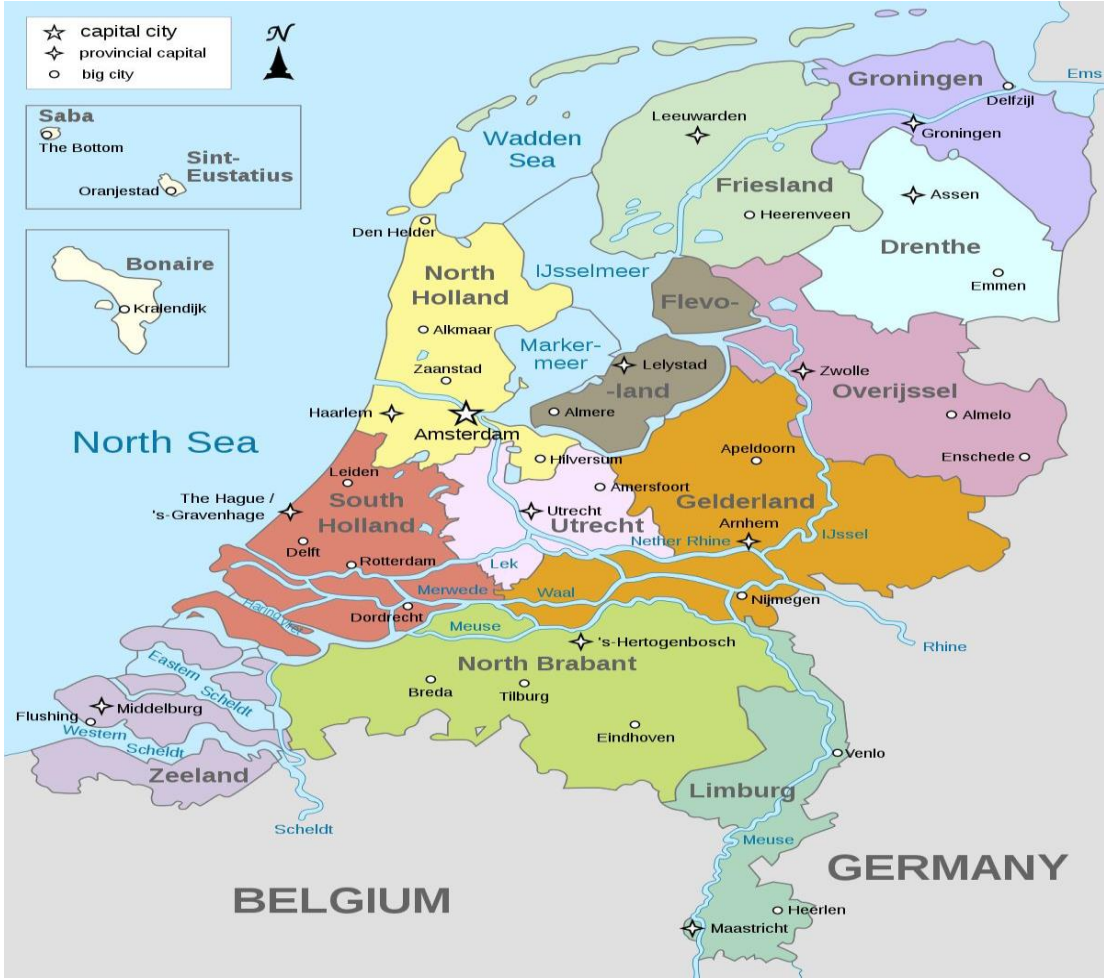 capital city
provincial capital
big city
N
Saba
The Bottom
Sint-
Eustatius
Oranjestad
Bonaire
Kralendijk
Groningen
Ems
Delfzijl
Leeuwarden
Groningen
Wadden
Sea
Friesland
Assen
Heerenveen
Den Helder
Drenthe
North
Holland
IJsselmeer
Emmen
Flevo-
Alkmaar
Marker-
meer
Zaanstad
Lelystad
Zwolle
-land
Overijssel
Haarlem
Almere
Almelo
Amsterdam
North Sea
Hilversum
Apeldoorn
Enschede
Leiden
Amersfoort
The Hague /
's-Gravenhage
South
Holland
Utrecht
Utrecht
Gelderland
Arnhem
Nether Rhine
IJssel
Delft
Rotterdam
Lek
Merwede
Waal
Nijmegen
Haringvliet
Dordrecht
Meuse
's-Hertogenbosch
Rhine
Eastern
Scheldt
North Brabant
Breda
Tilburg
Middelburg
Flushing
Western
Scheldt
Eindhoven
Venlo
Zeeland
Limburg
Scheldt
Meuse
GERMANY
BELGIUM
Heerlen
Maastricht